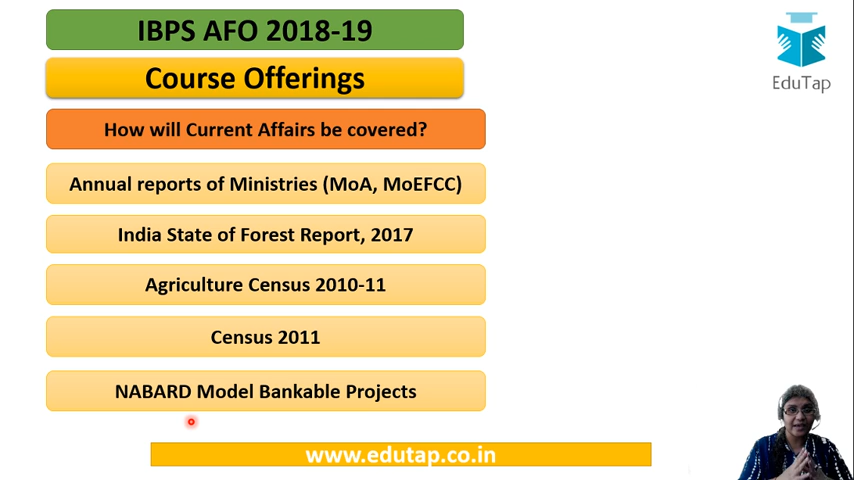 IBPS AFO 2018-19
Course Offerings
EduTap
How will Current Affairs be covered?
Annual reports of Ministries (MoA, MoEFCC)
India State of Forest Report, 2017
Agriculture Census 2010-11
Census 2011
NABARD Model Bankable Projects
www.edutap.co.in